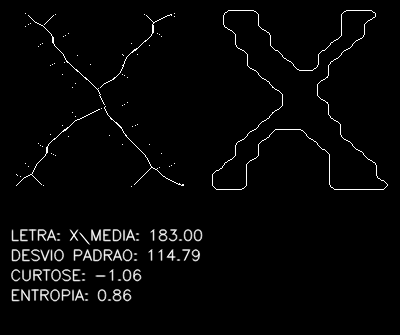 X X
LETRA: X\MEDIA: 183.00
DESVIO PADRAO: 114.79
CURTOSE: -1.06
ENTROPIA: 0.86